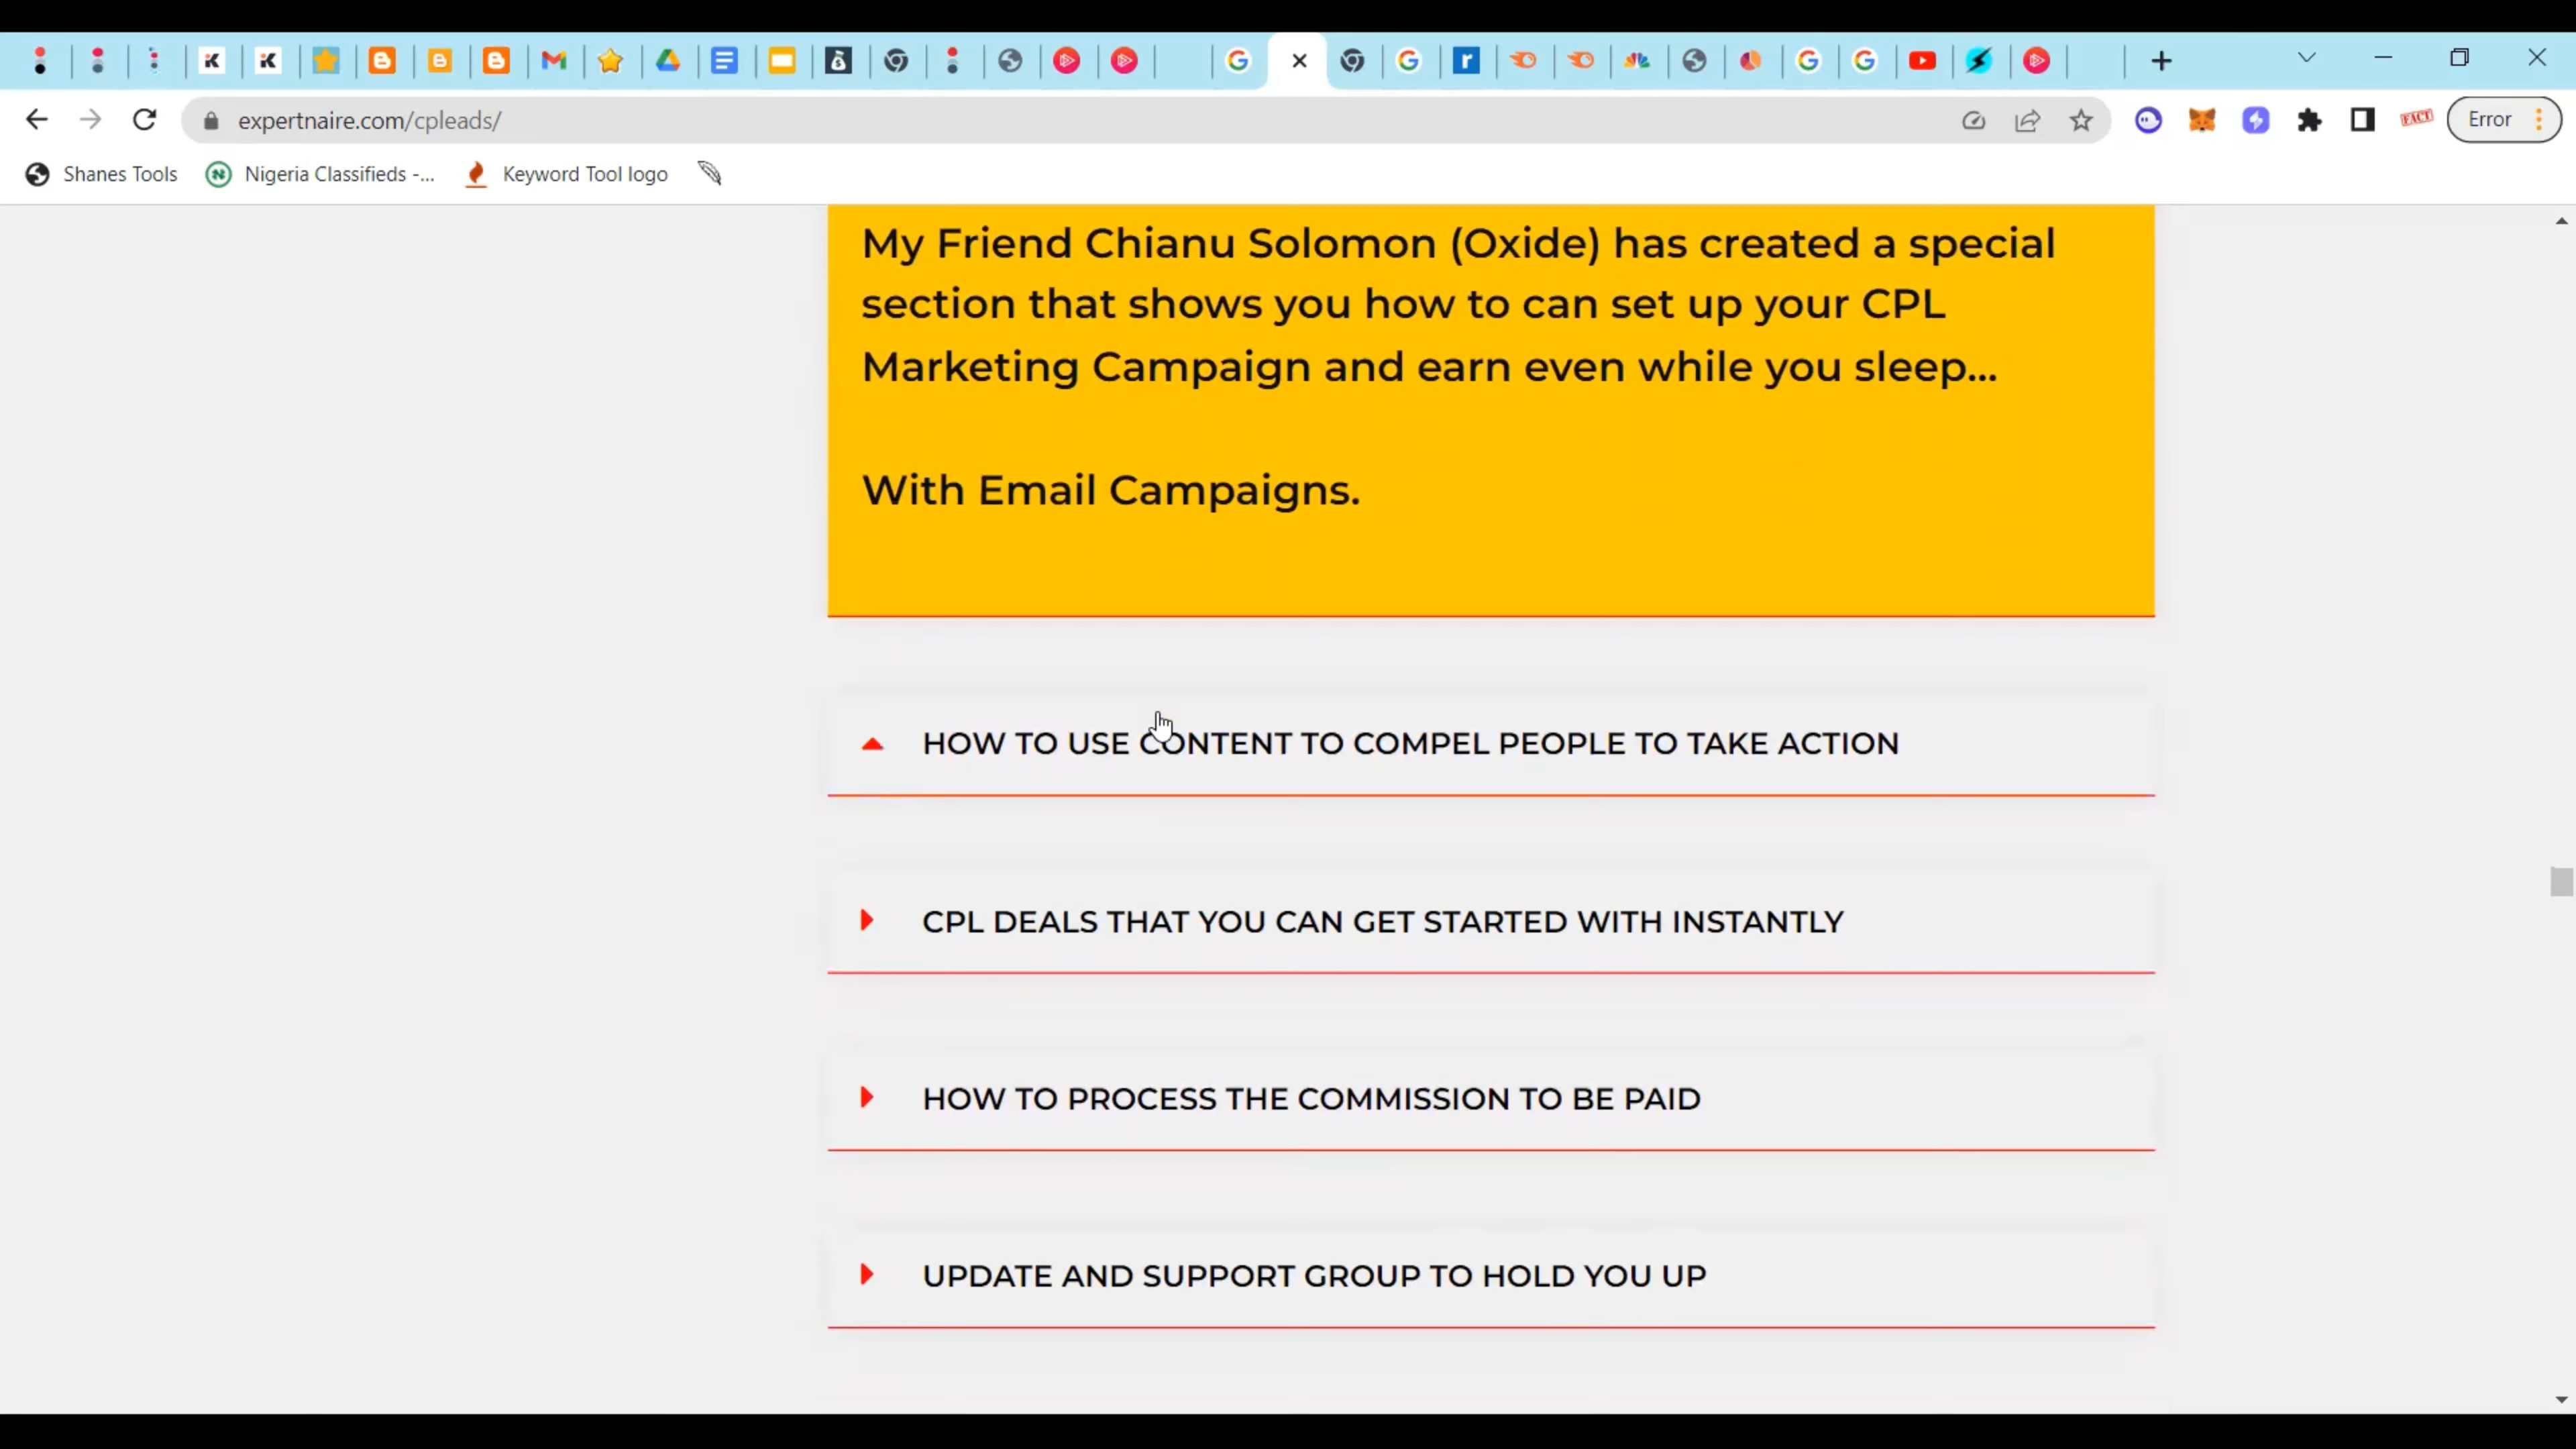 expertnaire.com/cpleads/
Error
Shanes Tools
Nigeria Classifieds -...
Keyword Tool logo
FACT
My Friend Chianu Solomon (Oxide) has created a special
section that shows you how to can set up your CPL
Marketing Campaign and earn even while you sleep...
With Email Campaigns.
HOW TO USE CONTENT TO COMPEL PEOPLE TO TAKE ACTION
CPL DEALS THAT YOU CAN GET STARTED WITH INSTANTLY
HOW TO PROCESS THE COMMISSION TO BE PAID
UPDATE AND SUPPORT GROUP TO HOLD YOU UP